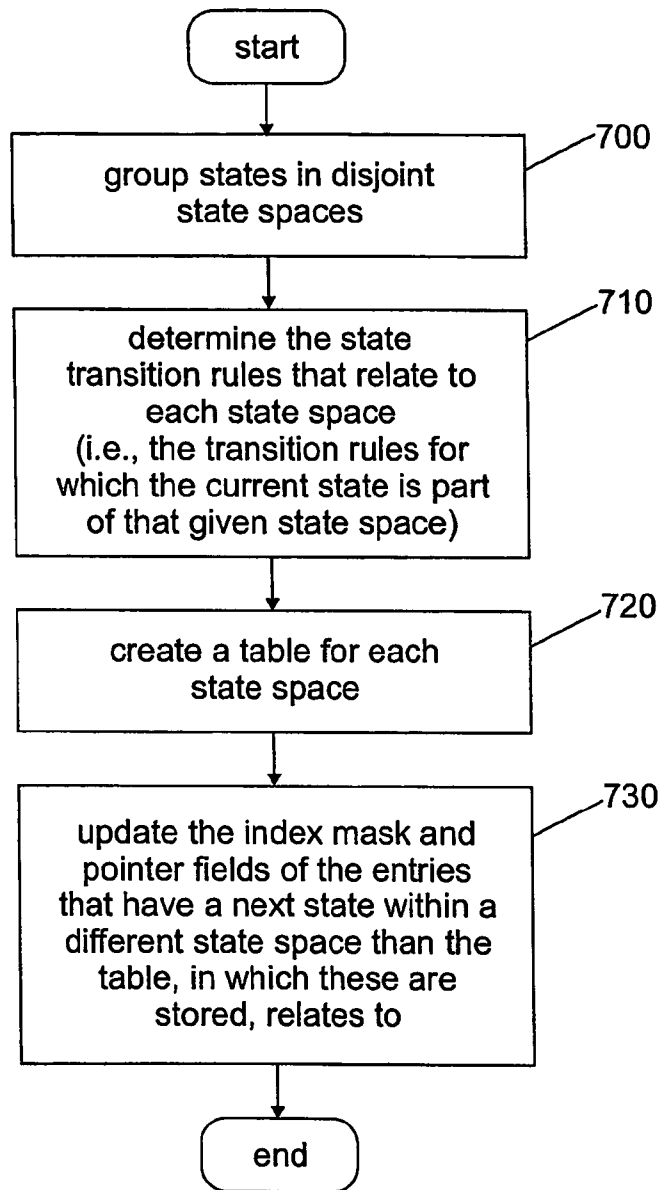 start
700
group states in disjoint
state spaces
710
determine the state
transition rules that relate to
each state space
(i.e., the transition rules for
which the current state is part
of that given state space)
720
create a table for each
state space
730
update the index mask and
pointer fields of the entries
that have a next state within a
different state space than the
table, in which these are
stored, relates to
end